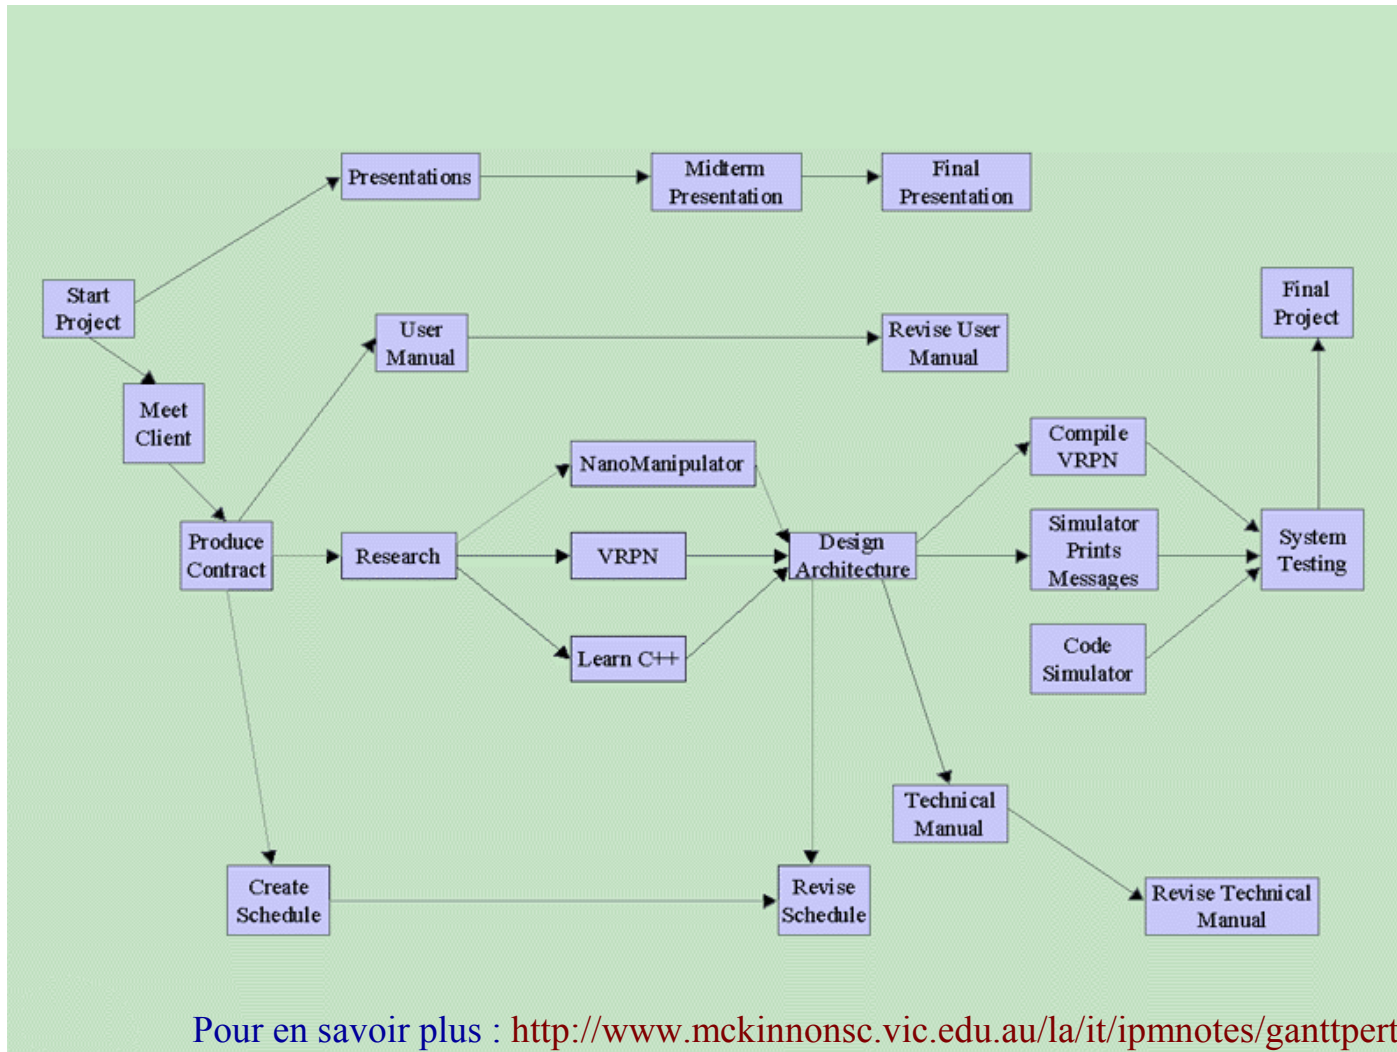 Presentations
Midterm
Presentation
Final
Presentation
Start
Project
User
Manual
Revise User
Manual
Final
Project
Meet
Client
NanoManipulator
Compile
VRPN
Produce
Contract
Research
VRPN
Design
Architecture
Simulator
Prints
Messages
System
Testing
Learn C++
Code
Simulator
Technical
Manual
Create
Schedule
Revise
Schedule
Revise Technical
Manual
Pour en savoir plus : http://www.mckinnonsc.vic.edu.au/la/it/ipmnotes/ganttpert